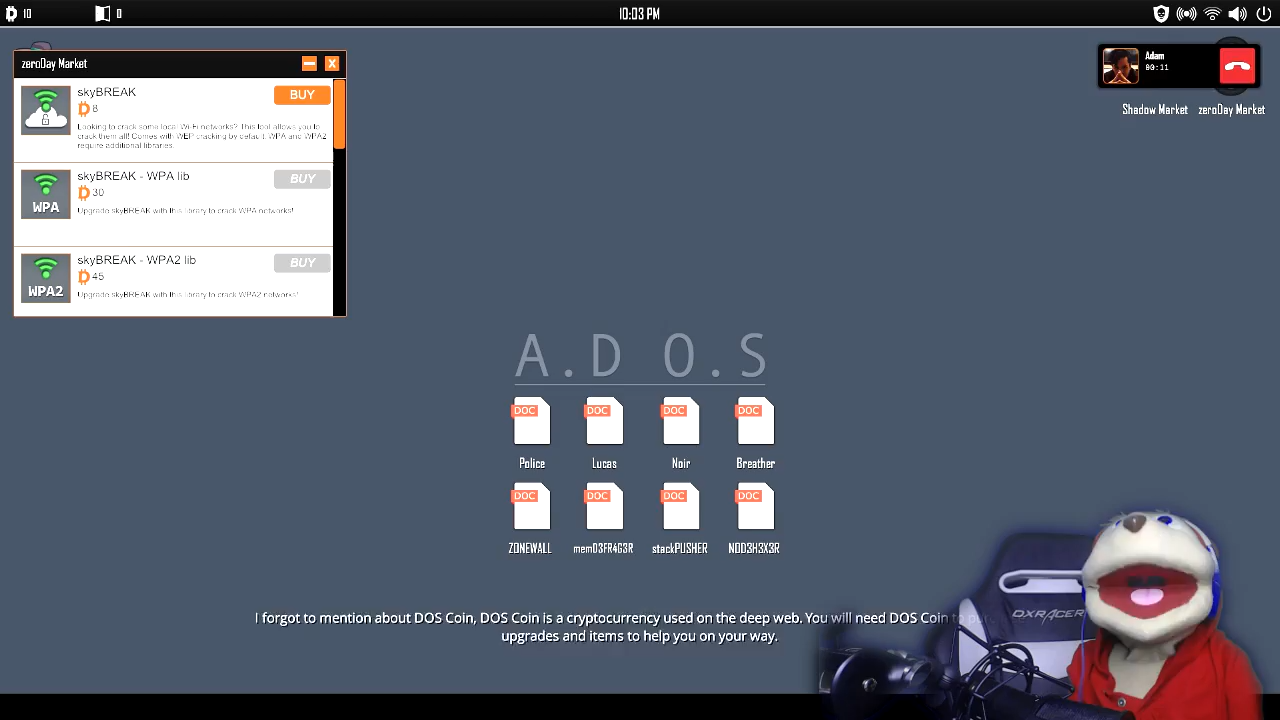 10
0
10:03 PM
zeroDay Market
skyBREAK
BUY
8
Looking to crack some local Wi-Fi networks? This tool allows you to
crack them all! Comes with WEP cracking by default. WPA and WPA2
require additional libraries.
WPA
skyBREAK - WPA lib
BUY
30
Upgrade skyBREAK with this library to crack WPA networks!
WPA2
skyBREAK - WPA2 lib
BUY
45
Upgrade skyBREAK with this library to crack WPA2 networks!
Adam
00:11
Shadow Market
zeroDay Market
A.D O.S
DOC
DOC
DOC
DOC
Police
Lucas
Noir
Breather
DOC
DOC
DOC
DOC
ZONEWALL
memD3FR4G3R
stackPUSHER
NOD 3H3X3R
I forgot to mention about DOS Coin, DOS Coin is a cryptocurrency used on the deep web. You will need DOS Coin to
upgrades and items to help you on your way.
DXRACER